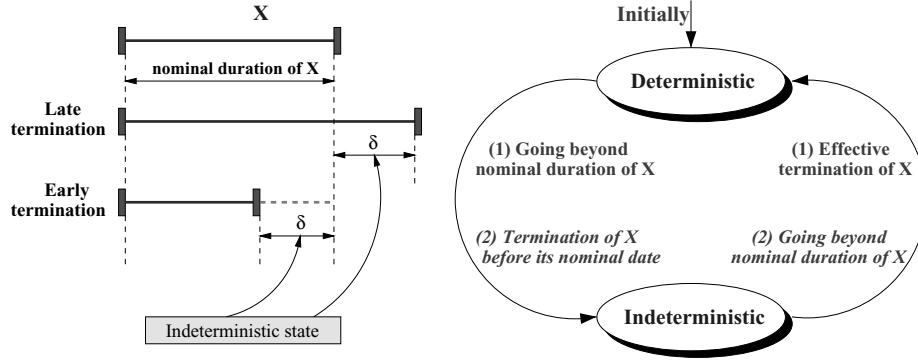 X
nominal duration of X
Late
termination
δ
Early
termination
δ
Indeterministic state
Initially
Deterministic
(1) Going beyond
nominal duration of X
(1) Effective
termination of X
(2) Termination of X
before its nominal date
(2) Going beyond
nominal duration of X
Indeterministic